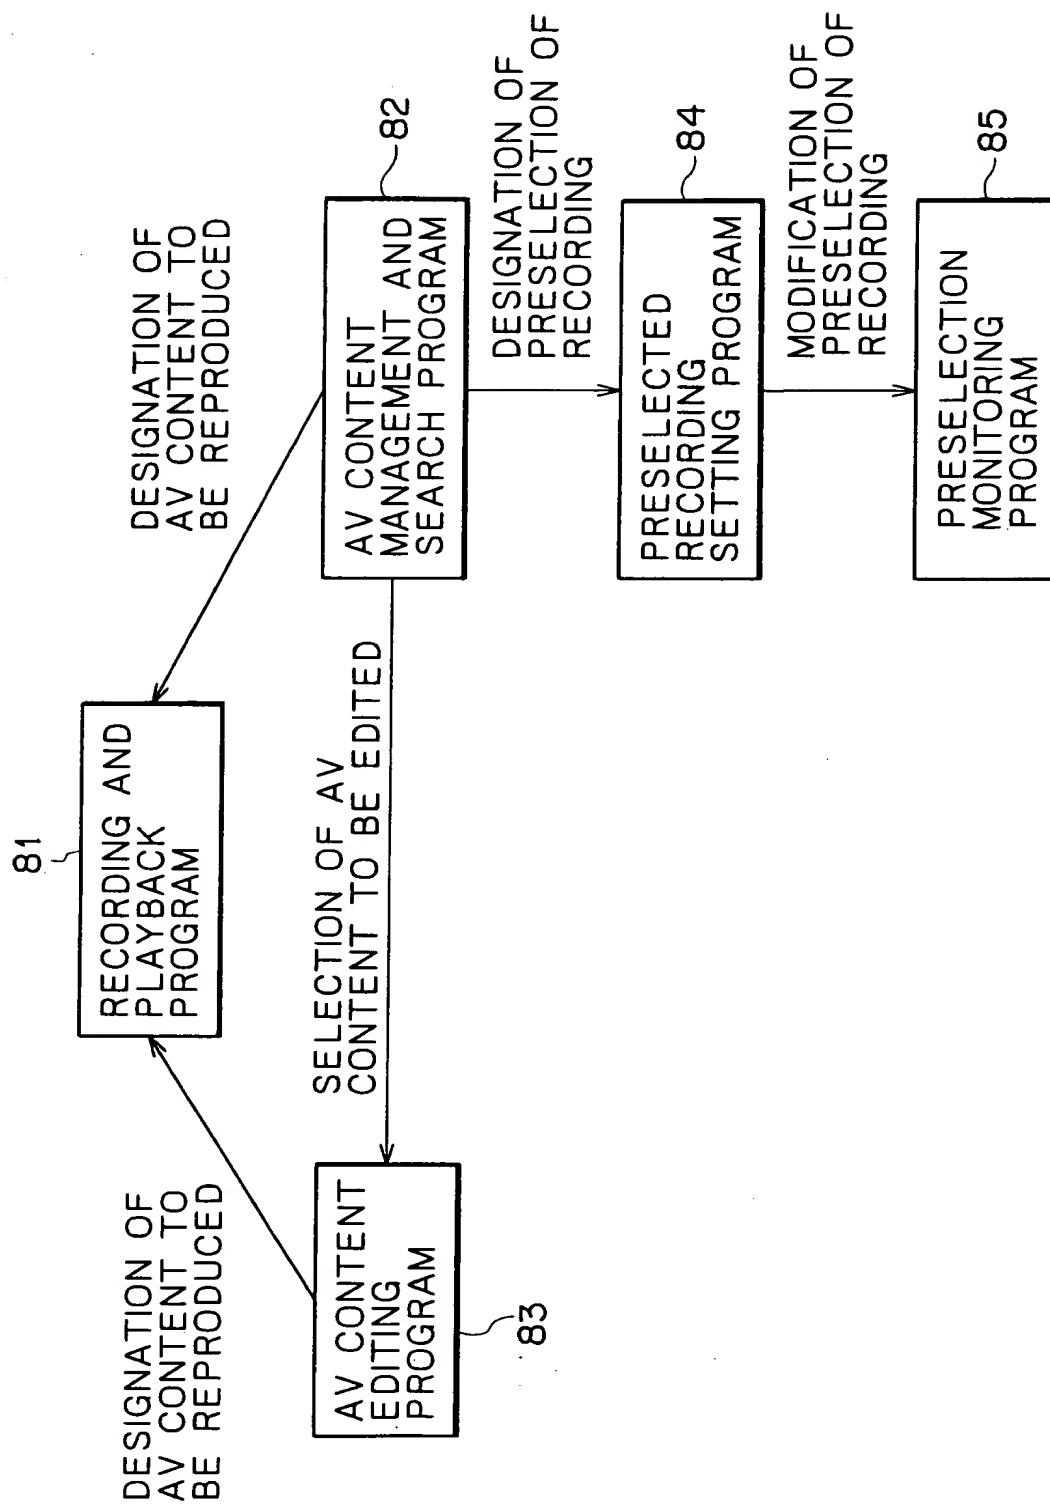 81
RECORDING AND
PLAYBACK
PROGRAM
DESIGNATION OF
AV CONTENT TO
BE REPRODUCED
DESIGNATION OF
AV CONTENT TO
BE REPRODUCED
AV CONTENT
EDITING
PROGRAM
83
SELECTION OF AV
CONTENT TO BE EDITED
82
AV CONTENT
MANAGEMENT AND
SEARCH PROGRAM
DESIGNATION OF
PRESELECTION OF
RECORDING
84
PRESELECTED
RECORDING
SETTING PROGRAM
MODIFICATION OF
PRESELECTION OF
RECORDING
85
PRESELECTION
MONITORING
PROGRAM